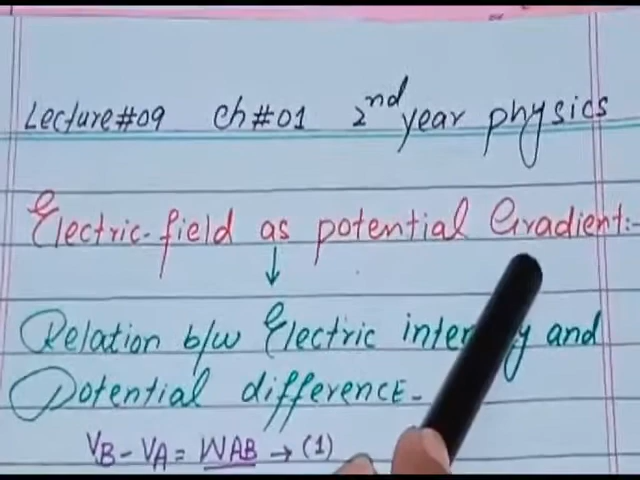 Lecture#09 Ch#01 2nd year physics
Electric-field as potential Gradient:-
↓
Relation b/w Electric and
Potential difference-
VB-VA= WAB → (1)